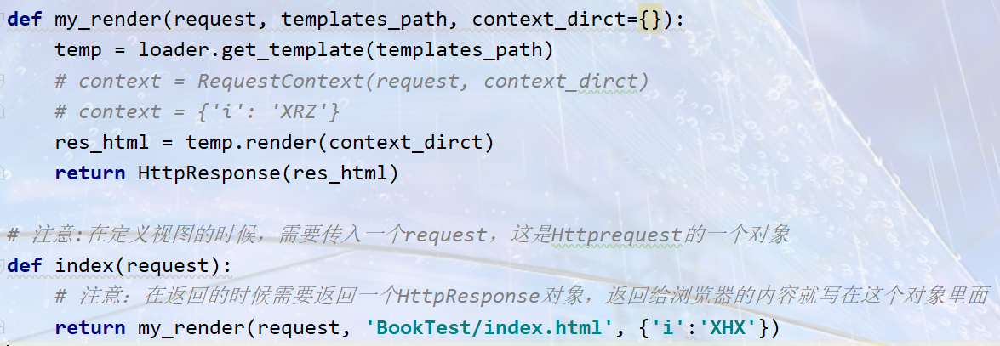 def my_render(request, templates_path, context_dirct={}):
    temp = loader.get_template(templates_path)
    # context = RequestContext(request, context_dirct)
    # context = {'i': 'XRZ'}
    res_html = temp.render(context_dirct)
    return HttpResponse(res_html)
# 注意:在定义视图的时候，需要传入一个request，这是Httprequest的一个对象
def index(request):
    # 注意：在返回的时候需要返回一个HttpResponse对象，返回给浏览器的内容就写在这个对象里面
    return my_render(request, 'BookTest/index.html', {'i':'XHX'})